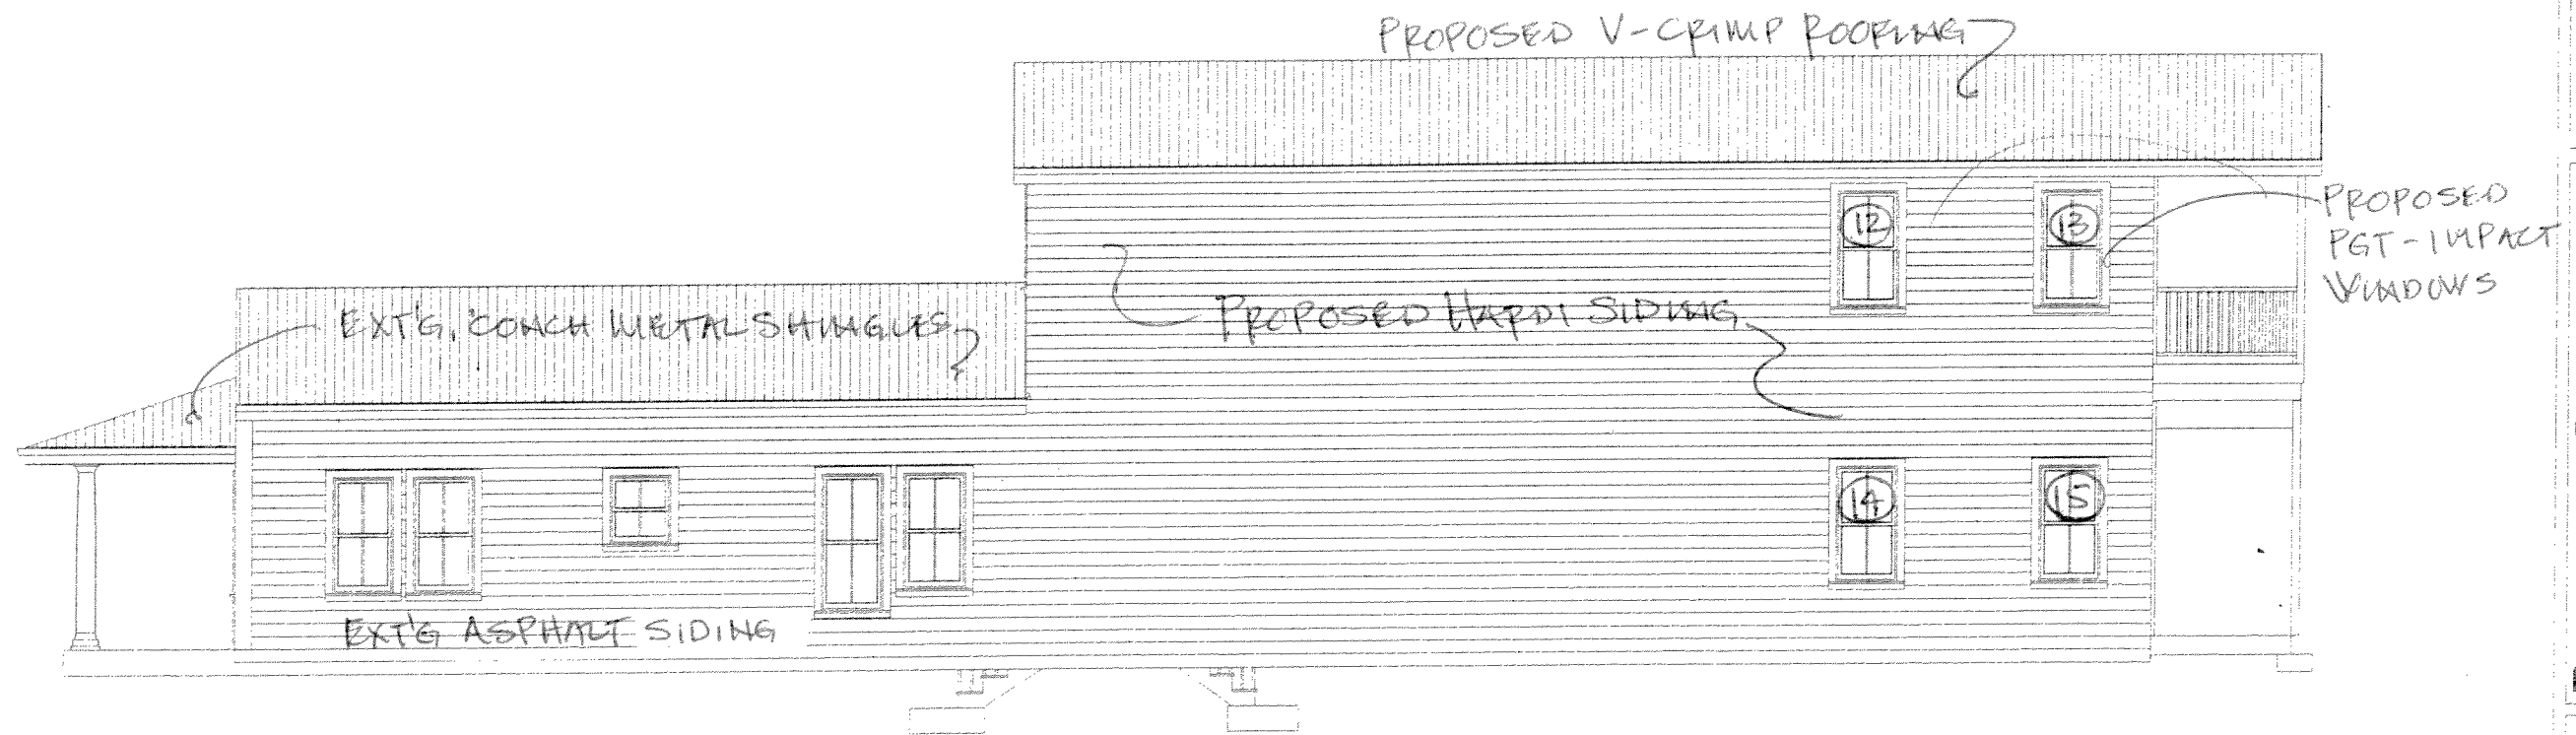 PROPOSED V-CRIMP ROOFING
12
13
PROPOSED
PGT-IMPACT
WINDOWS
PROPOSED HARDI SIDING
EXT'G. CONCH METAL SHINGLES
14
15
EXT'G ASPHALT SIDING